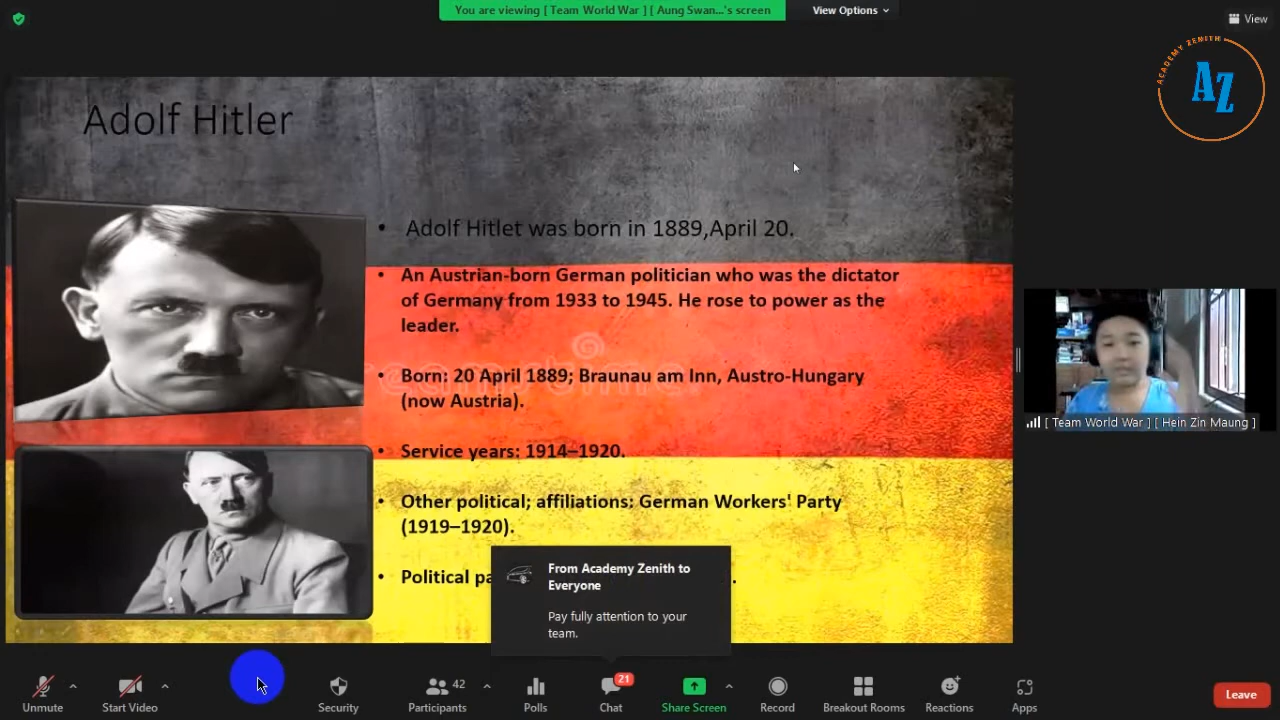 You are viewing [ Team World War ] [ Aung Swan...'s screen
View Options
View
ACADEMY ZENITH
AZ
Adolf Hitler
• Adolf Hitlet was born in 1889,April 20.
• An Austrian-born German politician who was the dictator
of Germany from 1933 to 1945. He rose to power as the
leader.
• Born: 20 April 1889; Braunau am Inn, Austro-Hungary
(now Austria).
• Service years: 1914–1920.
• Other political; affiliations: German Workers' Party
(1919–1920).
• Political
[ Team World War ] [ Hein Zin Maung ]
From Academy Zenith to
Everyone
Pay fully attention to your
team.
Unmute
Start Video
Security
Participants
42
Polls
Chat
21
Share Screen
Record
Breakout Rooms
Reactions
Apps
Leave